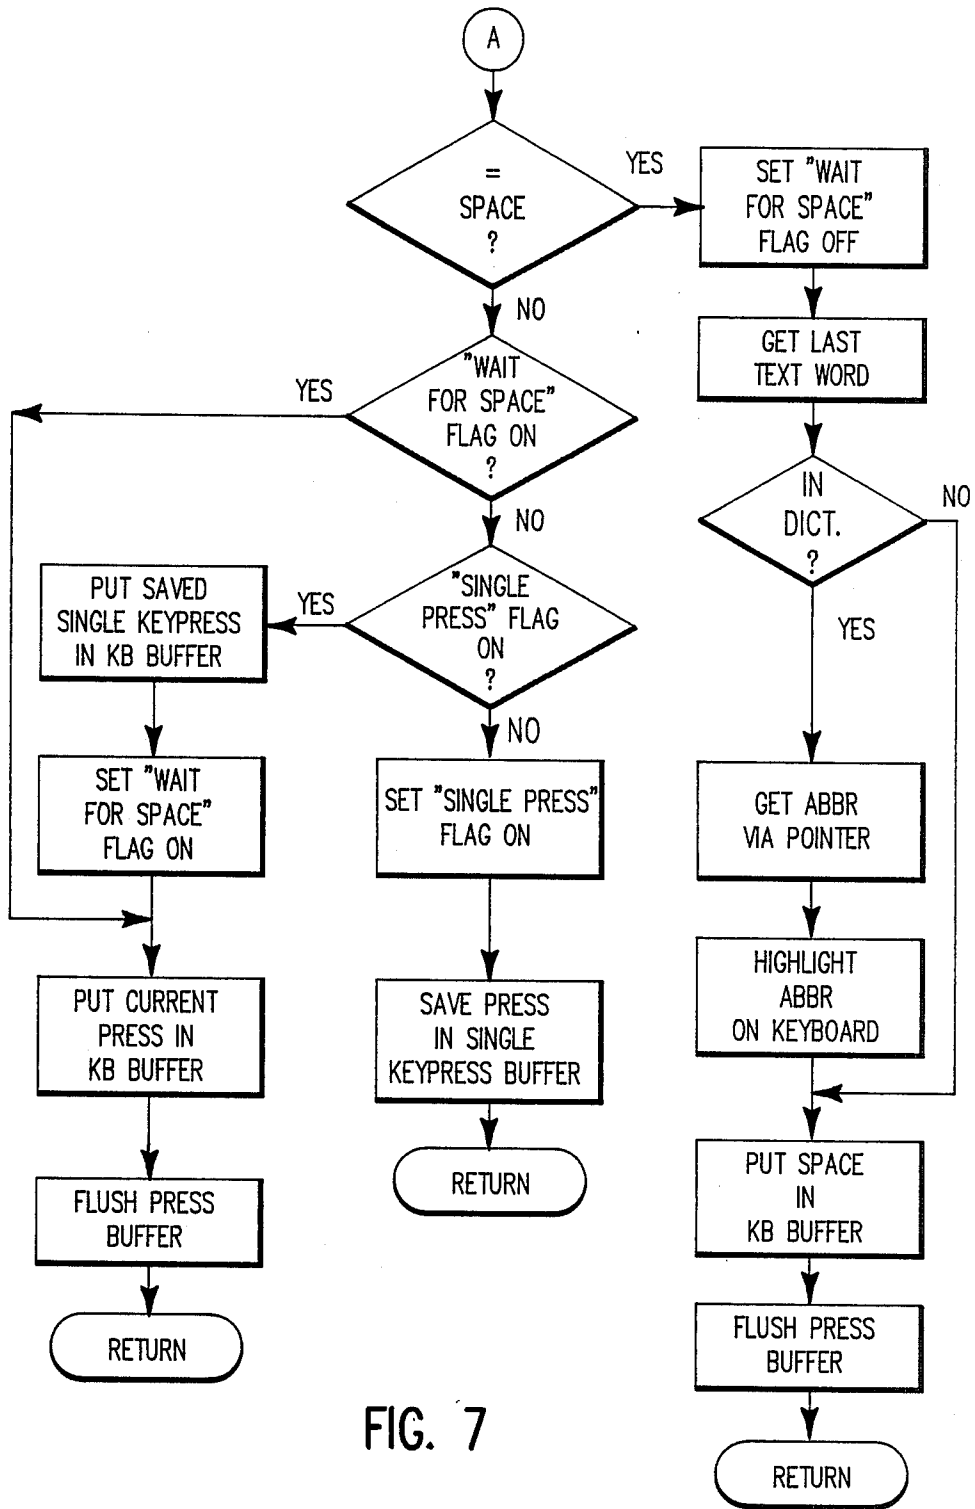 A
=
SPACE
?
YES
SET "WAIT
FOR SPACE"
FLAG OFF
NO
GET LAST
TEXT WORD
"WAIT
FOR SPACE"
FLAG ON
?
YES
NO
IN
DICT.
?
NO
YES
"SINGLE
PRESS" FLAG
ON
?
YES
PUT SAVED
SINGLE KEYPRESS
IN KB BUFFER
NO
SET "WAIT
FOR SPACE"
FLAG ON
SET "SINGLE PRESS"
FLAG ON
GET ABBR
VIA POINTER
HIGHLIGHT
ABBR
ON KEYBOARD
PUT CURRENT
PRESS IN
KB BUFFER
SAVE PRESS
IN SINGLE
KEYPRESS BUFFER
RETURN
PUT SPACE
IN
KB BUFFER
FLUSH PRESS
BUFFER
RETURN
FLUSH PRESS
BUFFER
RETURN
FIG. 7